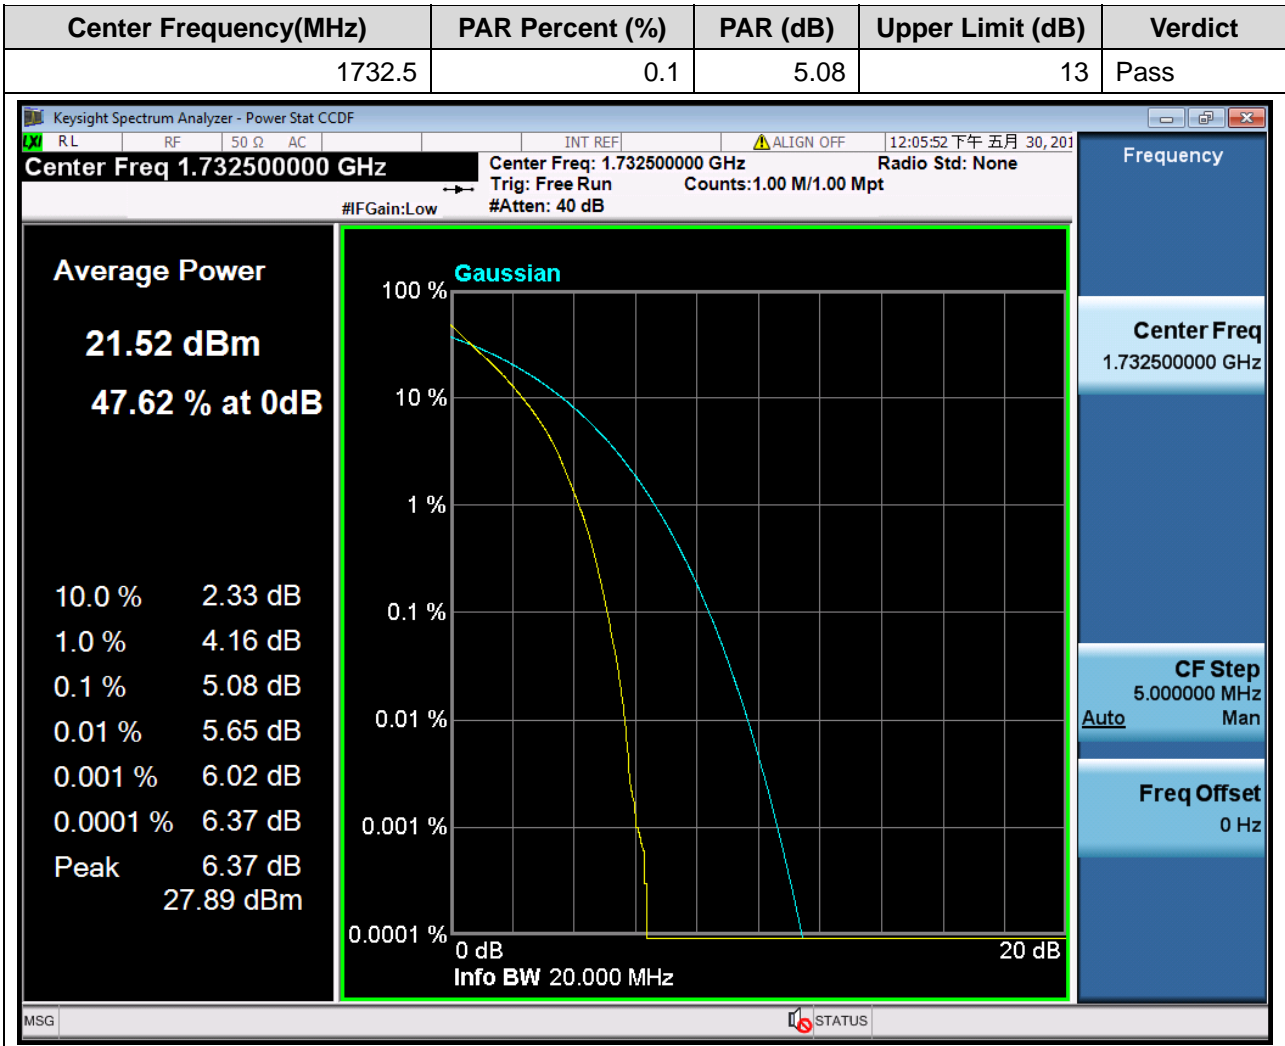 Center Frequency(MHz) PAR Percent (%) PAR (dB) Upper Limit (dB) Verdict
1732.5 0.1 5.08 13 Pass
Keysight Spectrum Analyzer - Power Stat CCDF
LXI RL RF 50 Ω AC INT REF ALIGN OFF 12:05:52 下午 五月 30, 201
Center Freq 1.732500000 GHz
#IFGain:Low
Center Freq: 1.732500000 GHz
Trig: Free Run Counts:1.00 M/1.00 Mpt
#Atten: 40 dB
Radio Std: None
Frequency
Average Power
21.52 dBm
47.62 % at 0dB
10.0 % 2.33 dB
1.0 % 4.16 dB
0.1 % 5.08 dB
0.01 % 5.65 dB
0.001 % 6.02 dB
0.0001 % 6.37 dB
Peak 6.37 dB
27.89 dBm
Gaussian
100 %
10 %
1 %
0.1 %
0.01 %
0.001 %
0.0001 %
0 dB 20 dB
Info BW 20.000 MHz
Center Freq
1.732500000 GHz
CF Step
5.000000 MHz
Auto Man
Freq Offset
0 Hz
MSG STATUS